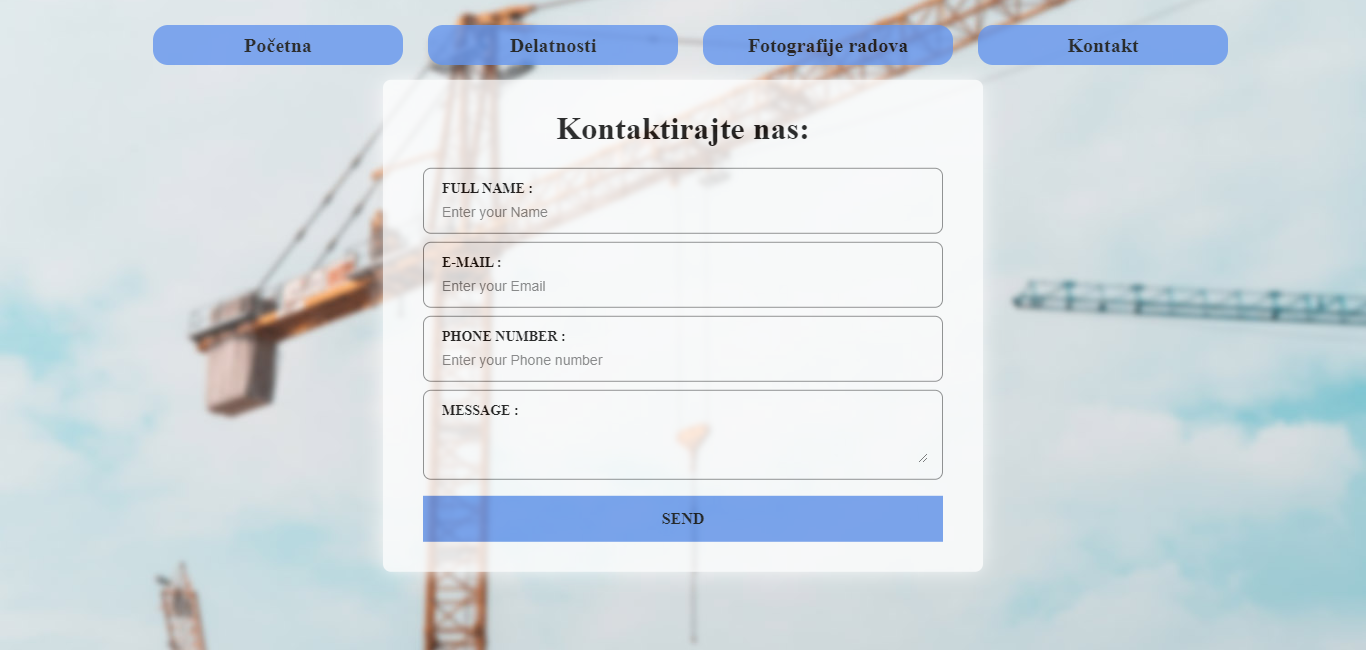 Početna Delatnosti Fotografije radova Kontakt
Kontaktirajte nas:
FULL NAME :
Enter your Name
E-MAIL :
Enter your Email
PHONE NUMBER :
Enter your Phone number
MESSAGE :
SEND